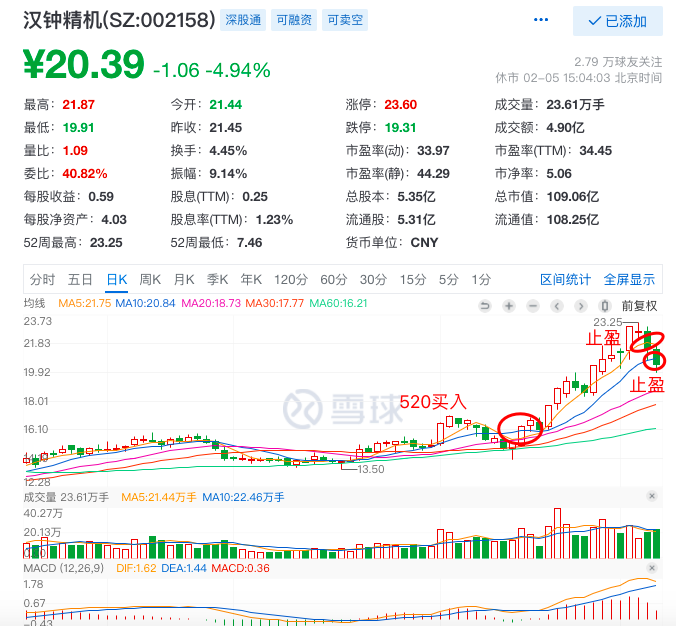 汉钟精机(SZ:002158) 深股通 可融资 可卖空 ••• ✓ 已添加
¥20.39 -1.06 -4.94%
2.79 万球友关注
休市 02-05 15:04:03 北京时间
最高：21.87 今开：21.44 涨停：23.60 成交量：23.61万手
最低：19.91 昨收：21.45 跌停：19.31 成交额：4.90亿
量比：1.09 换手：4.45% 市盈率(动)：33.97 市盈率(TTM)：34.45
委比：40.82% 振幅：9.14% 市盈率(静)：44.29 市净率：5.06
每股收益：0.59 股息(TTM)：0.25 总股本：5.35亿 总市值：109.06亿
每股净资产：4.03 股息率(TTM)：1.23% 流通股：5.31亿 流通值：108.25亿
52周最高：23.25 52周最低：7.46 货币单位：CNY
分时 五日 日K 周K 月K 季K 年K 120分 60分 30分 15分 5分 1分 区间统计 全屏显示
均线 MA5:21.75 MA10:20.84 MA20:18.73 MA30:17.77 MA60:16.21 前复权
23.73
23.25
止盈
21.83
19.92
止盈
18.01
520买入
雪球
16.10
13.50
12.28
成交量 23.61万手 MA5:21.44万手 MA10:22.46万手
40.27万
20.13万
MACD (12,26,9) DIF:1.62 DEA:1.44 MACD:0.36
1.78
0.67
-0.43